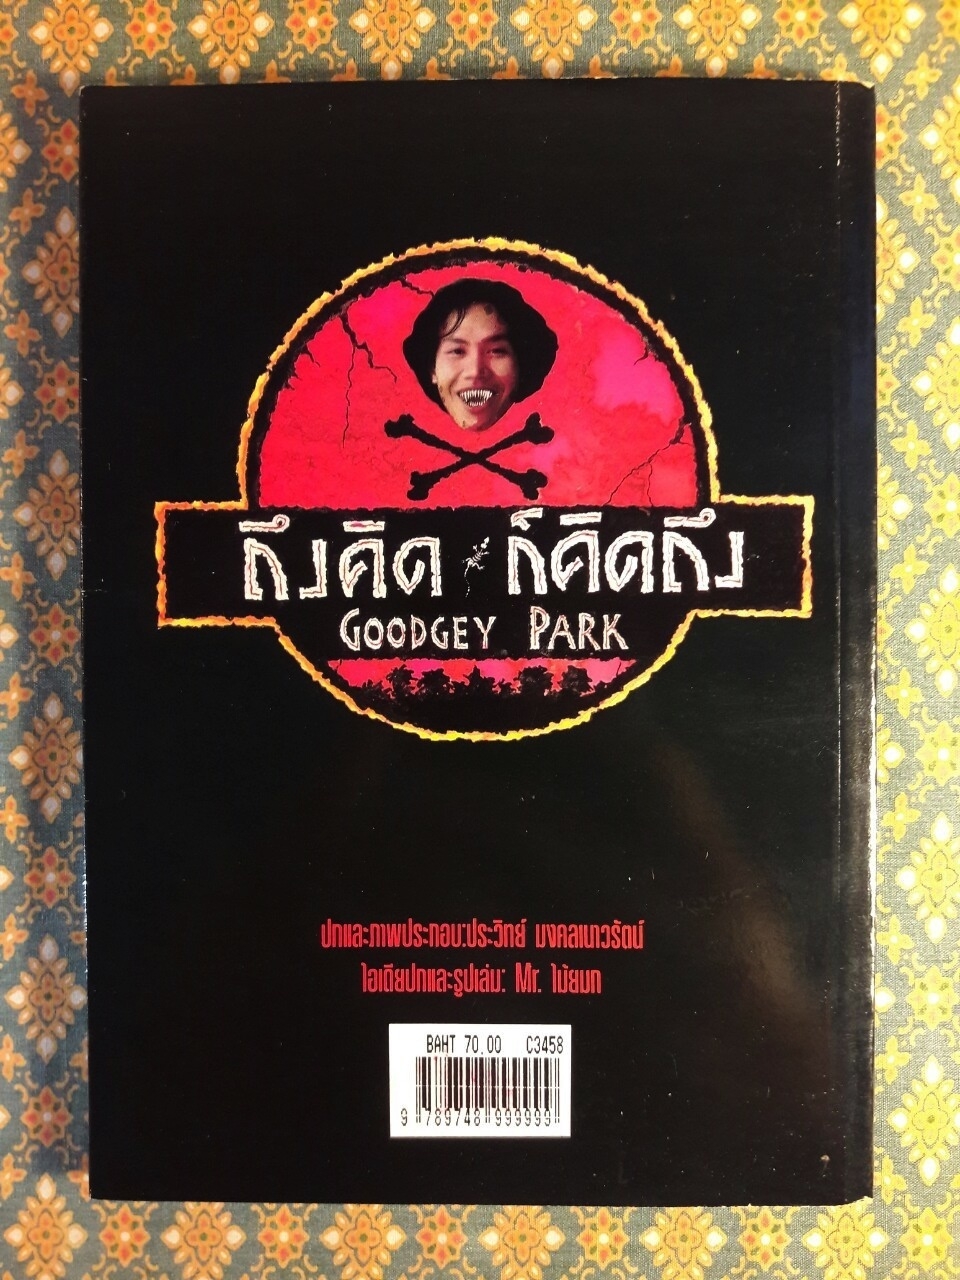 ถึงคิด ก็คิดถึง
GOODGEY PARK
ปกและภาพประกอบ:ประวิทย์ มงคลเนาวรัตน์
ไอเดียปกและรูปเล่ม: Mr. ไม้ยมก
BAHT 70.00 C3458
9 789748 999999